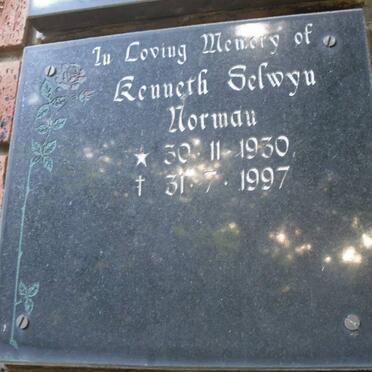 In Loving Memory of
Kenneth Selwyn
Norman
★ 30·11·1930
† 31·7·1997